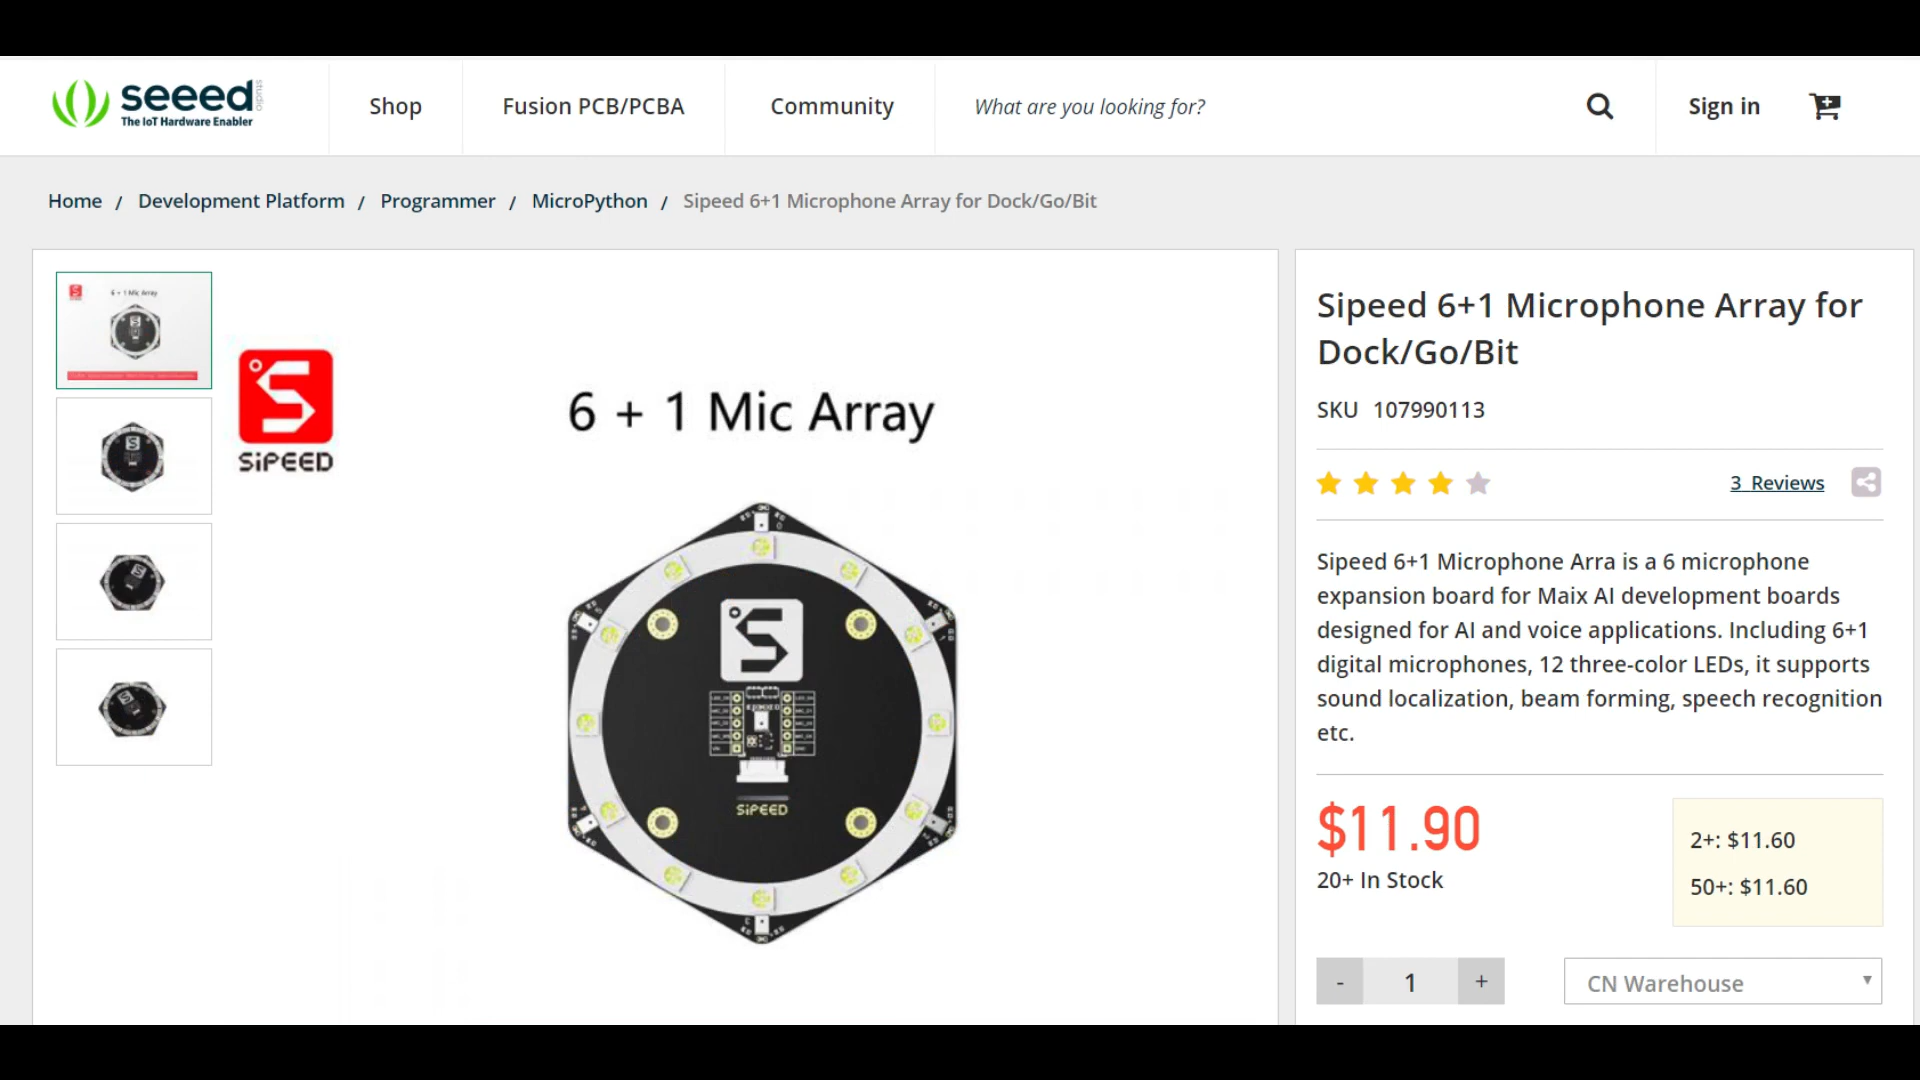 seeed studio
The IoT Hardware Enabler
Shop
Fusion PCB/PCBA
Community
What are you looking for?
Sign in
Home / Development Platform / Programmer / MicroPython / Sipeed 6+1 Microphone Array for Dock/Go/Bit
6 + 1 Mic Array
SiPEED
6 + 1 Mic Array
SiPEED
Sipeed 6+1 Microphone Array for
Dock/Go/Bit
SKU 107990113
3 Reviews
Sipeed 6+1 Microphone Arra is a 6 microphone
expansion board for Maix AI development boards
designed for AI and voice applications. Including 6+1
digital microphones, 12 three-color LEDs, it supports
sound localization, beam forming, speech recognition
etc.
$11.90
20+ In Stock
2+: $11.60
50+: $11.60
- 1 +
CN Warehouse